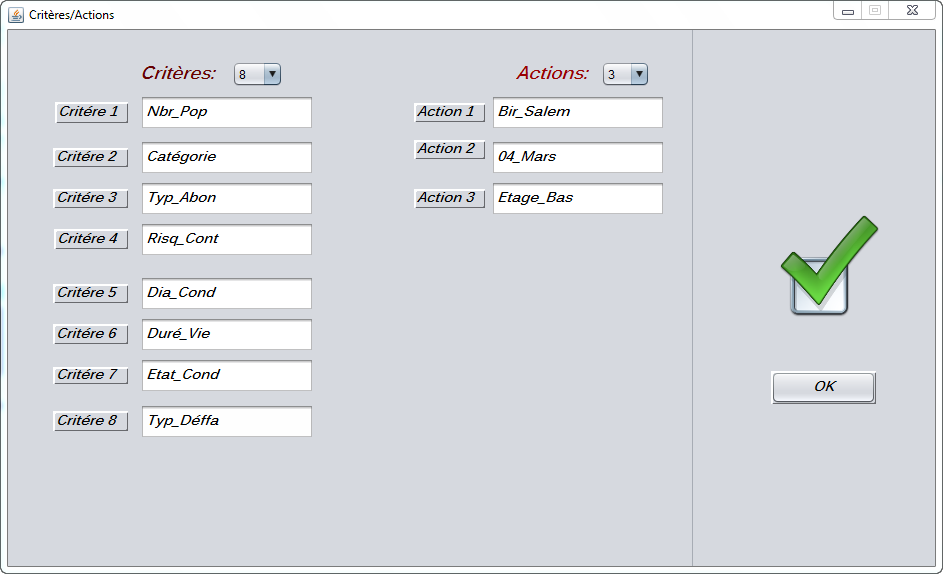 Critères/Actions
Critères: 8
Actions: 3
Critére 1 Nbr_Pop
Action 1 Bir_Salem
Critére 2 Catégorie
Action 2 04_Mars
Critére 3 Typ_Abon
Action 3 Etage_Bas
Critére 4 Risq_Cont
Critére 5 Dia_Cond
Critére 6 Duré_Vie
Critére 7 Etat_Cond
Critére 8 Typ_Déffa
OK